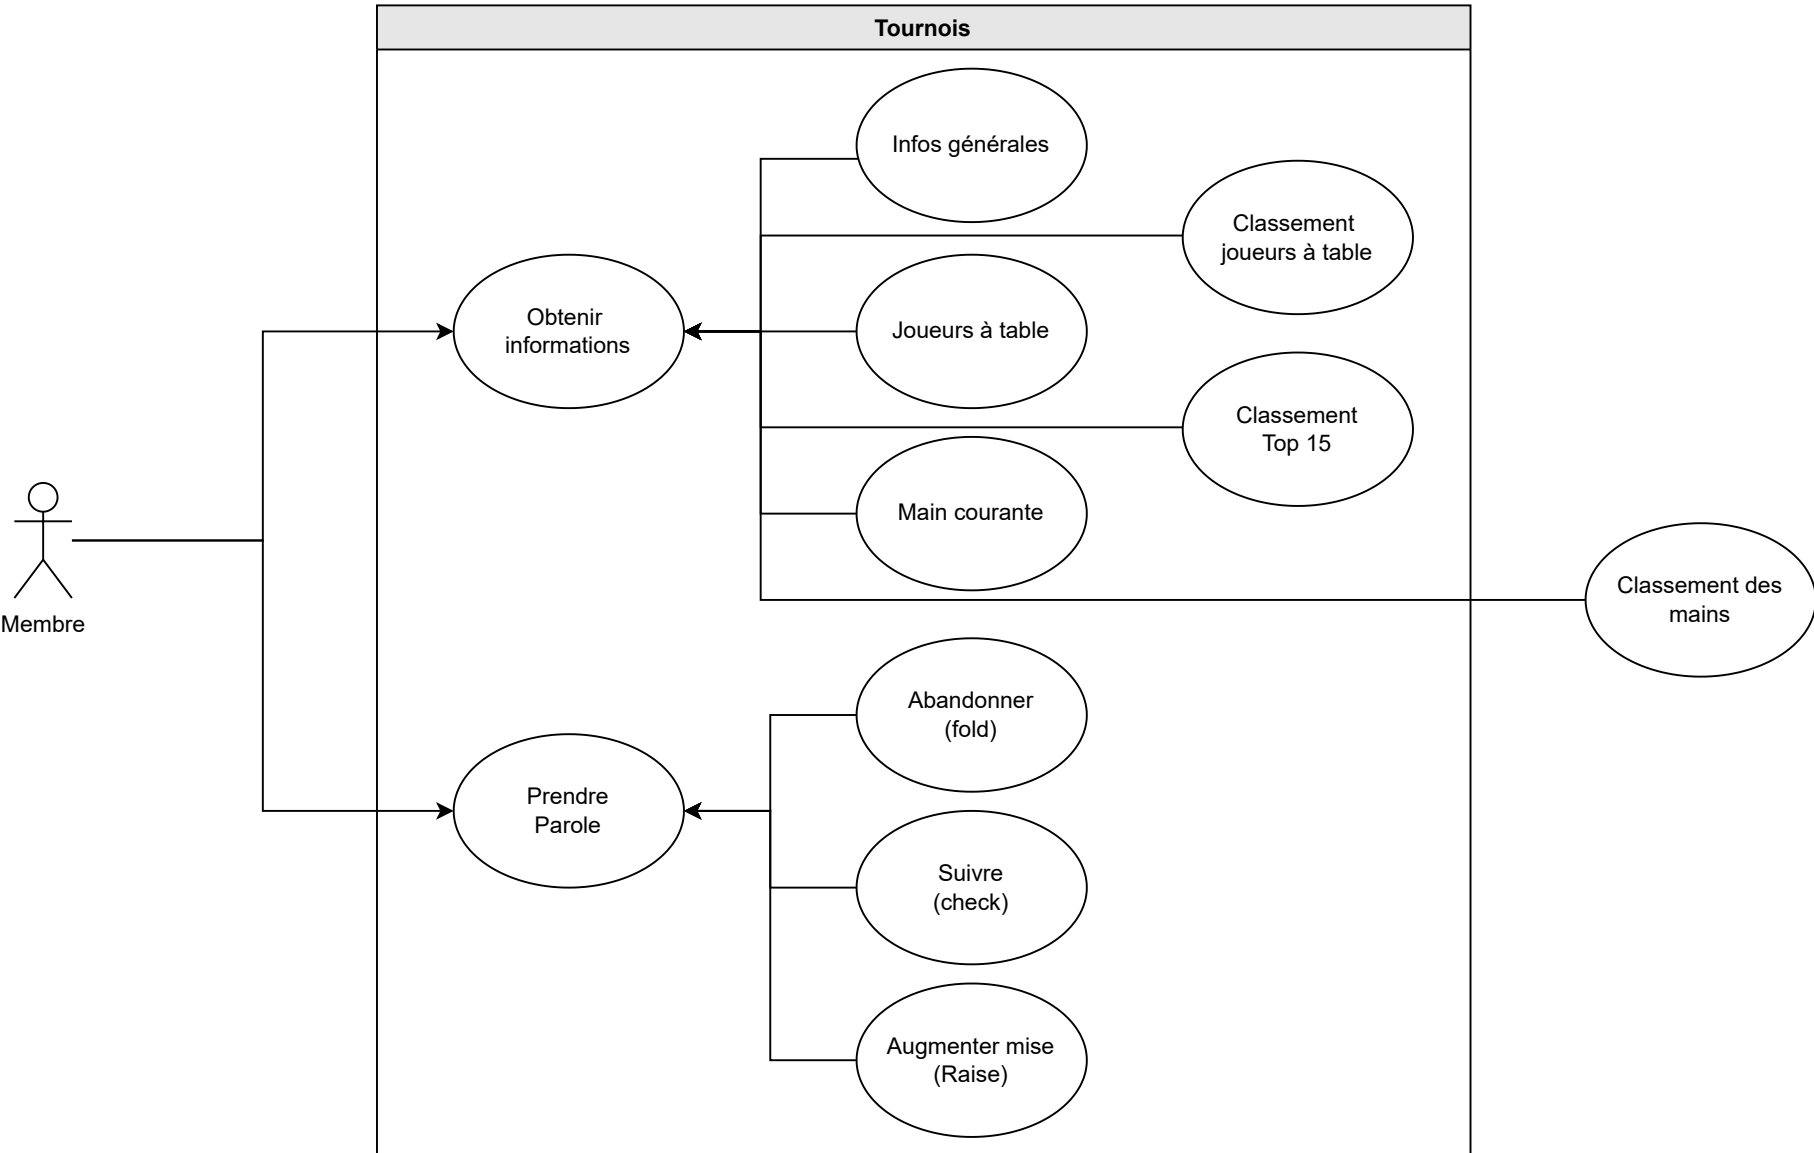 Tournois
Infos générales
Classement
joueurs à table
Obtenir
informations
Joueurs à table
Classement
Top 15
Main courante
Classement des
mains
Membre
Abandonner
(fold)
Prendre
Parole
Suivre
(check)
Augmenter mise
(Raise)